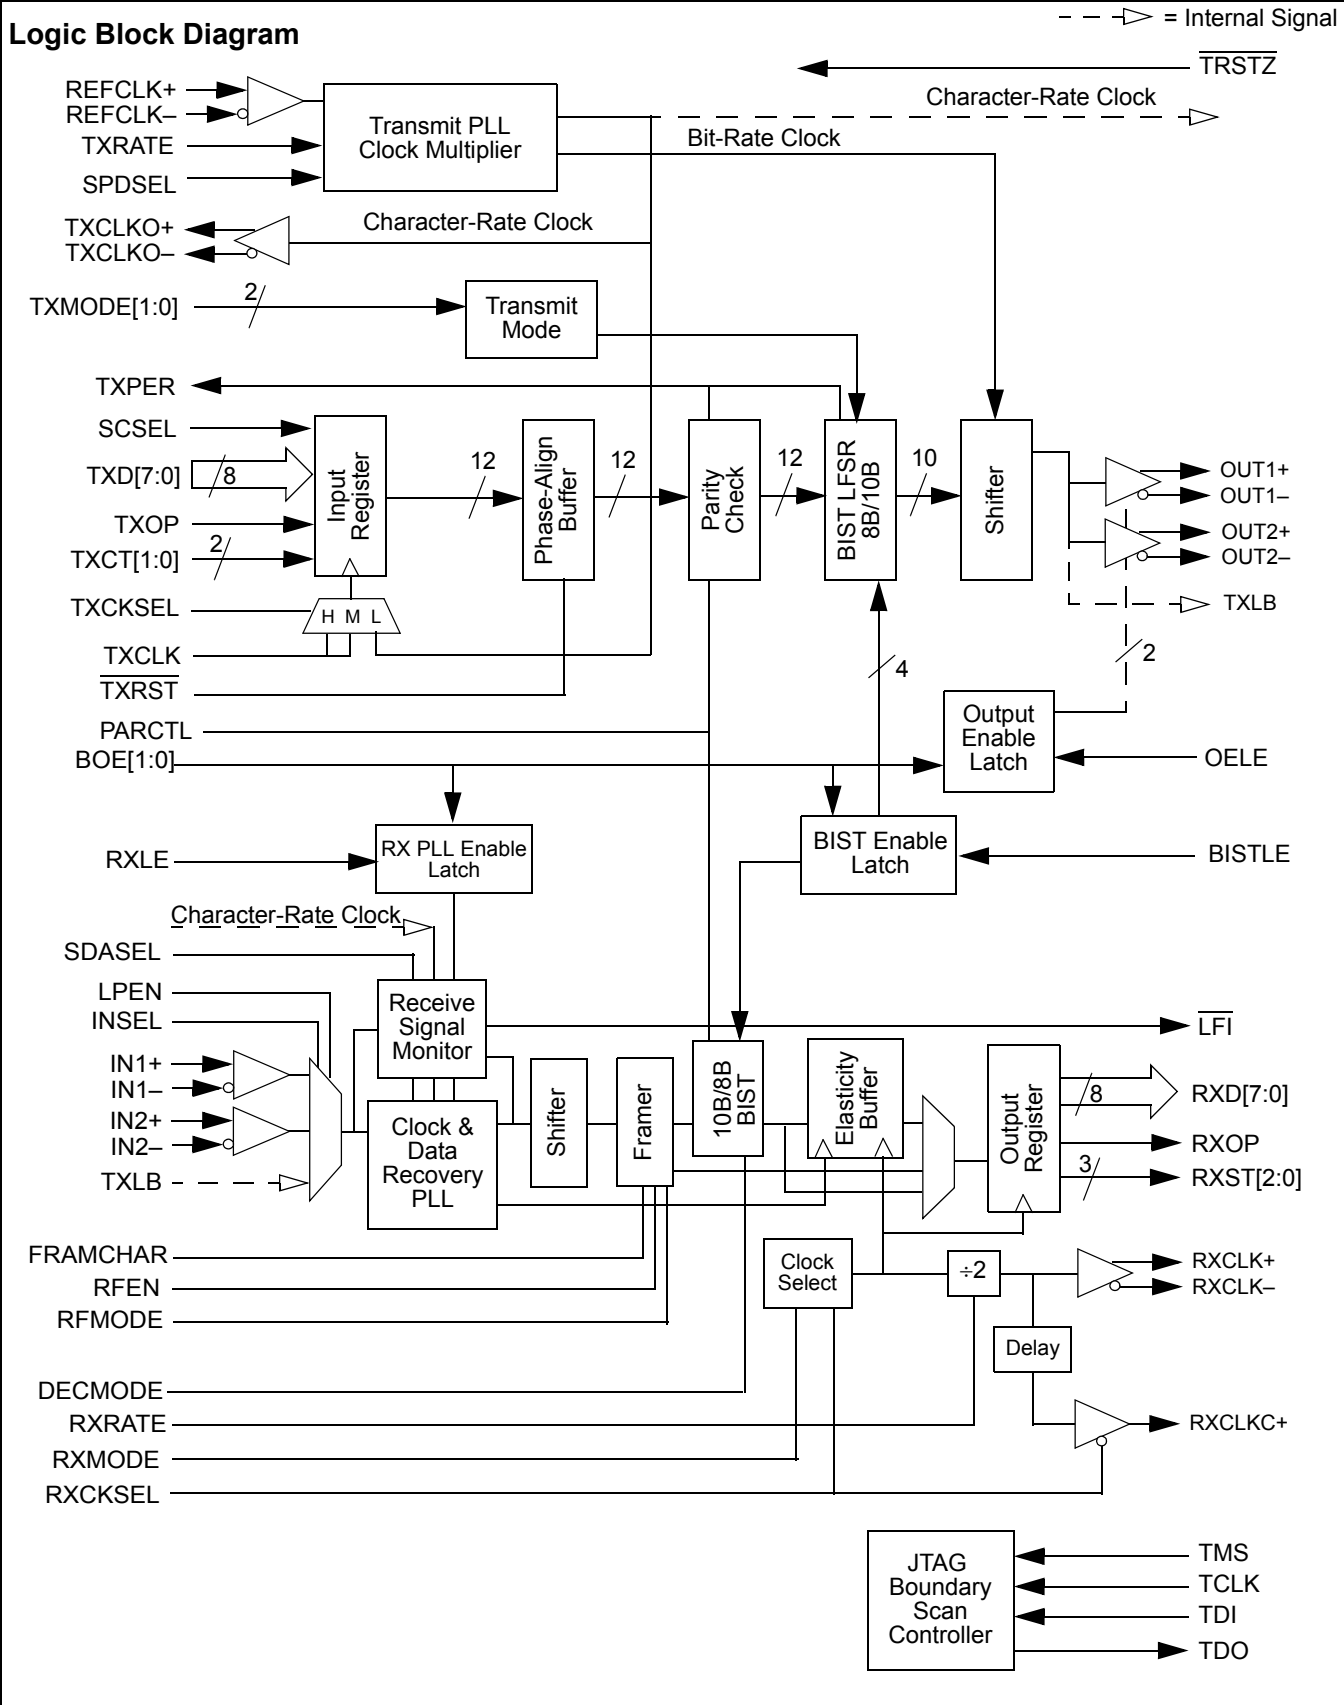 Logic Block Diagram
= Internal Signal
TRSTZ
REFCLK+
REFCLK–
TXRATE
SPDSEL
Transmit PLL
Clock Multiplier
Character-Rate Clock
Bit-Rate Clock
TXCLKO+
TXCLKO–
Character-Rate Clock
TXMODE[1:0]
2
Transmit
Mode
TXPER
SCSEL
TXD[7:0]
8
TXOP
TXCT[1:0]
2
Input
Register
12
Phase-Align
Buffer
12
Parity
Check
12
BIST LFSR
8B/10B
10
Shifter
OUT1+
OUT1–
OUT2+
OUT2–
TXLB
TXCKSEL
H M L
TXCLK
TXRST
4
2
PARCTL
BOE[1:0]
Output
Enable
Latch
OELE
RXLE
RX PLL Enable
Latch
BIST Enable
Latch
BISTLE
Character-Rate Clock
SDASEL
LPEN
INSEL
Receive
Signal
Monitor
LFI
IN1+
IN1–
IN2+
IN2–
TXLB
Clock &
Data
Recovery
PLL
Shifter
Framer
10B/8B
BIST
Elasticity
Buffer
Output
Register
8
RXD[7:0]
RXOP
3
RXST[2:0]
FRAMCHAR
RFEN
RFMODE
Clock
Select
÷2
RXCLK+
RXCLK–
Delay
DECMODE
RXRATE
RXMODE
RXCKSEL
RXCLKC+
JTAG
Boundary
Scan
Controller
TMS
TCLK
TDI
TDO